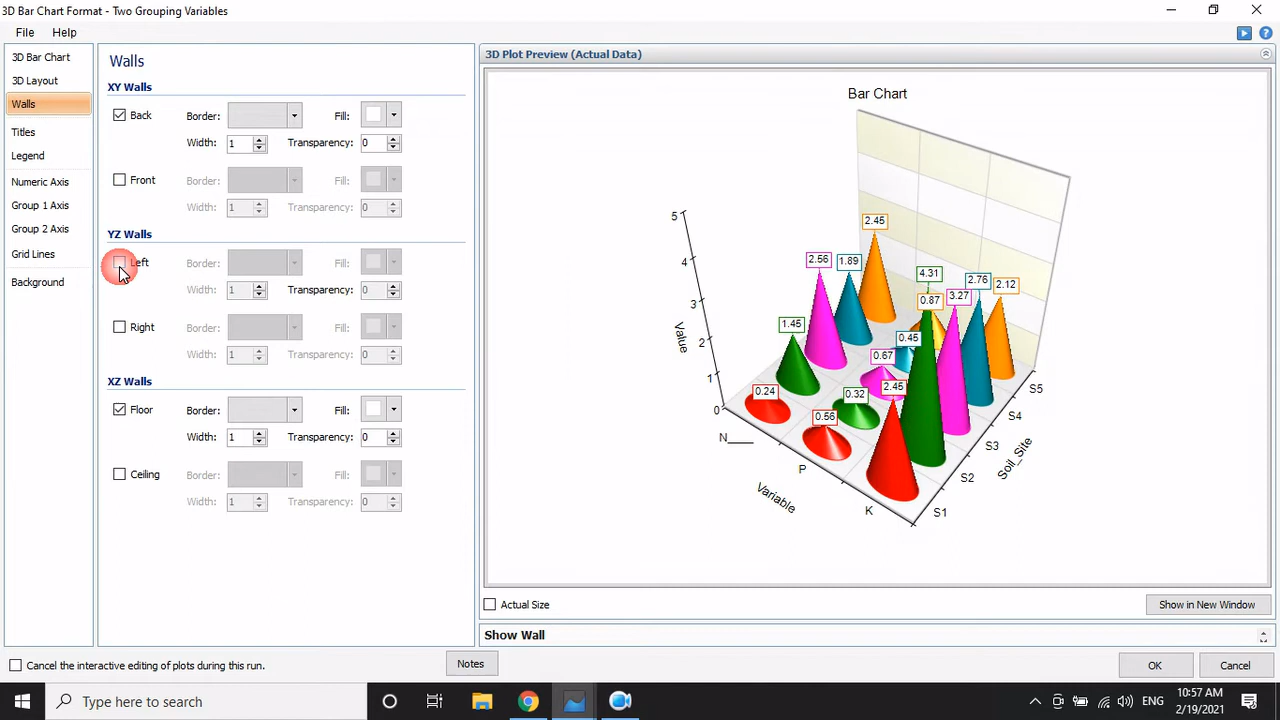 3D Bar Chart Format - Two Grouping Variables
File Help
3D Bar Chart
3D Layout
Walls
Titles
Legend
Numeric Axis
Group 1 Axis
Group 2 Axis
Grid Lines
Background
Walls
XY Walls
Back Border: Fill:
Width: 1 Transparency: 0
Front Border: Fill:
Width: 1 Transparency: 0
YZ Walls
Left Border: Fill:
Width: 1 Transparency: 0
Right Border: Fill:
Width: 1 Transparency: 0
XZ Walls
Floor Border: Fill:
Width: 1 Transparency: 0
Ceiling Border: Fill:
Width: 1 Transparency: 0
3D Plot Preview (Actual Data)
Bar Chart
5
4
3
2
1
0
Value
2.45
2.56
1.89
4.31
2.76
2.12
0.87
3.27
1.45
0.45
0.67
0.24
0.32
2.45
0.56
N____
P
K
Variable
S1
S2
S3
S4
S5
Soil_Site
Actual Size
Show in New Window
Show Wall
Cancel the interactive editing of plots during this run.
Notes
OK
Cancel
Type here to search
ENG
10:57 AM
2/19/2021